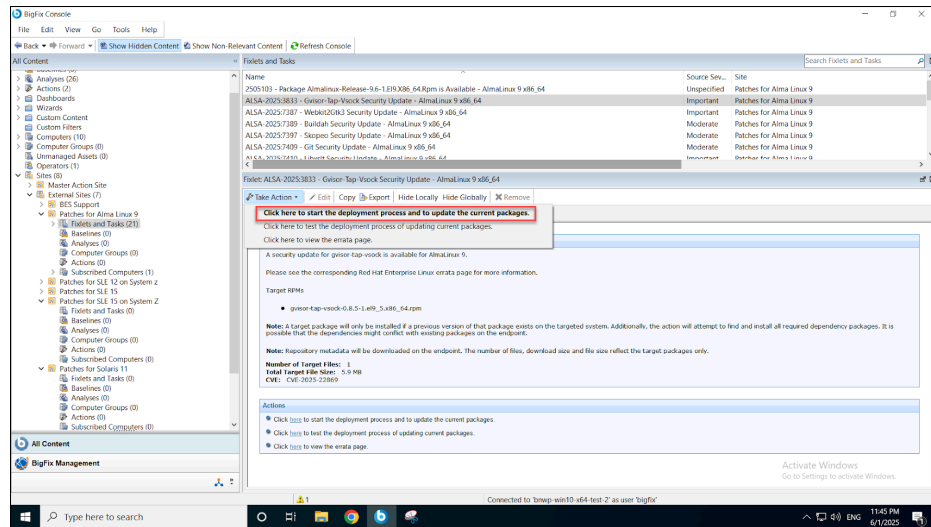 BigFix Console
File Edit View Go Tools Help
Back Forward Show Hidden Content Show Non-Relevant Content Refresh Console
All Content
Fixlets and Tasks
Search Fixlets and Tasks
Analyses (26)
Actions (2)
Dashboards
Wizards
Custom Content
Custom Filters
Computers (10)
Computer Groups (0)
Unmanaged Assets (0)
Operators (1)
Sites (8)
Master Action Site
External Sites (7)
BES Support
Patches for Alma Linux 9
Fixlets and Tasks (21)
Baselines (0)
Analyses (0)
Computer Groups (0)
Actions (0)
Subscribed Computers (1)
Patches for SLE 12 on System z
Patches for SLE 15
Patches for SLE 15 on System Z
Fixlets and Tasks (0)
Baselines (0)
Analyses (0)
Computer Groups (0)
Actions (0)
Subscribed Computers (0)
Patches for Solaris 11
Fixlets and Tasks (0)
Baselines (0)
Analyses (0)
Computer Groups (0)
Actions (0)
Subscribed Computers (0)
All Content
BigFix Management
Name Source Sev... Site
2505103 - Package Almalinux-Release-9.6-1.El9.X86_64.Rpm is Available - AlmaLinux 9 x86_64 Unspecified Patches for Alma Linux 9
ALSA-2025:3833 - Gvisor-Tap-Vsock Security Update - AlmaLinux 9 x86_64 Important Patches for Alma Linux 9
ALSA-2025:7387 - Webkit2Gtk3 Security Update - AlmaLinux 9 x86_64 Important Patches for Alma Linux 9
ALSA-2025:7389 - Buildah Security Update - AlmaLinux 9 x86_64 Moderate Patches for Alma Linux 9
ALSA-2025:7397 - Skopeo Security Update - AlmaLinux 9 x86_64 Moderate Patches for Alma Linux 9
ALSA-2025:7409 - Git Security Update - AlmaLinux 9 x86_64 Moderate Patches for Alma Linux 9
ALSA-2025:7410 - Libxslt Security Update - AlmaLinux 9 x86_64 Important Patches for Alma Linux 9
Fixlet: ALSA-2025:3833 - Gvisor-Tap-Vsock Security Update - AlmaLinux 9 x86_64
Take Action Edit Copy Export Hide Locally Hide Globally Remove
Click here to start the deployment process and to update the current packages.
Click here to test the deployment process of updating current packages.
Click here to view the errata page.
A security update for gvisor-tap-vsock is available for AlmaLinux 9.
Please see the corresponding Red Hat Enterprise Linux errata page for more information.
Target RPMs
gvisor-tap-vsock-0.8.5-1.el9_5.x86_64.rpm
Note: A target package will only be installed if a previous version of that package exists on the targeted system. Additionally, the action will attempt to find and install all required dependency packages. It is
possible that the dependencies might conflict with existing packages on the endpoint.
Note: Repository metadata will be downloaded on the endpoint. The number of files, download size and file size reflect the target packages only.
Number of Target Files: 1
Total Target File Size: 5.9 MB
CVE: CVE-2025-22869
Actions
Click here to start the deployment process and to update the current packages.
Click here to test the deployment process of updating current packages.
Click here to view the errata page.
Activate Windows
Go to Settings to activate Windows.
1
Connected to 'bnwp-win10-x64-test-2' as user 'bigfix'
Type here to search
ENG
11:45 PM
6/1/2025